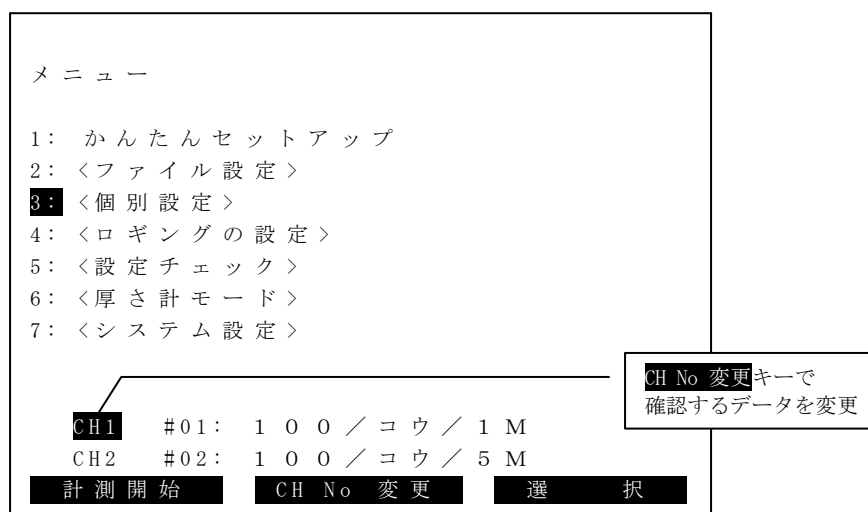 メニュー
1: かんたんセットアップ
2: <ファイル設定>
3: <個別設定>
4: <ロギングの設定>
5: <設定チェック>
6: <厚さ計モード>
7: <システム設定>
CH No 変更キーで
確認するデータを変更
CH1 #01: 100/コウ/1M
CH2 #02: 100/コウ/5M
計測開始 CH No 変更 選択